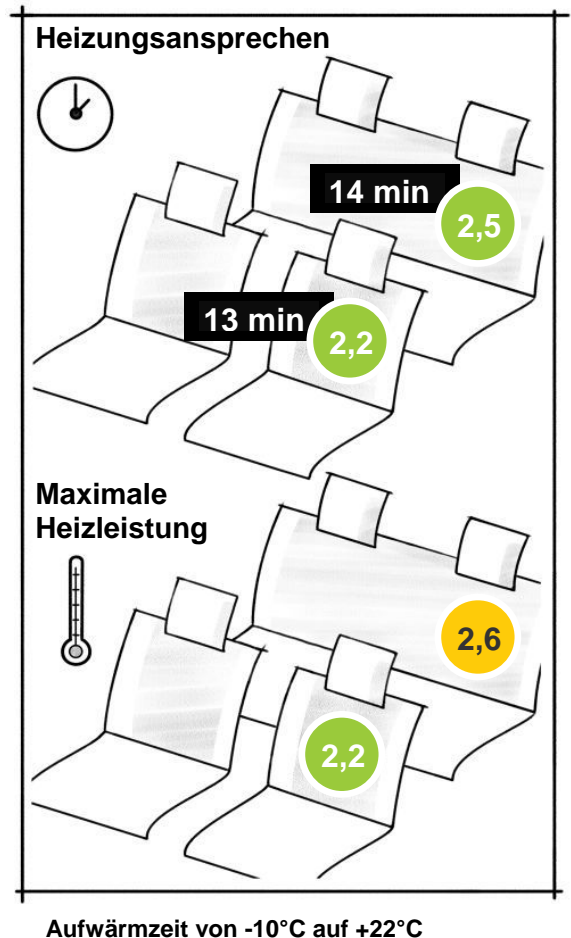 Heizungsansprechen
14 min
2,5
13 min
2,2
Maximale
Heizleistung
2,6
2,2
Aufwärmzeit von -10°C auf +22°C